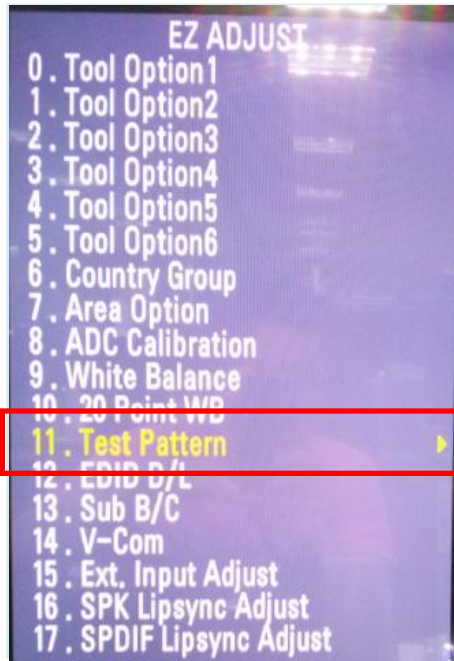 EZ ADJUST
0 . Tool Option1
1 . Tool Option2
2 . Tool Option3
3 . Tool Option4
4 . Tool Option5
5 . Tool Option6
6 . Country Group
7 . Area Option
8 . ADC Calibration
9 . White Balance
10 . 20 Point WB
11 . Test Pattern
12 . EDID D/L
13 . Sub B/C
14 . V-Com
15 . Ext. Input Adjust
16 . SPK Lipsync Adjust
17 . SPDIF Lipsync Adjust